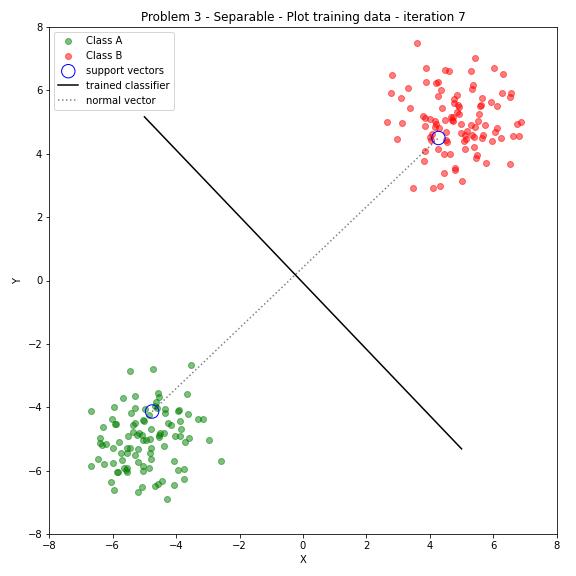 Problem 3 - Separable - Plot training data - iteration 7
Class A
Class B
support vectors
trained classifier
normal vector
Y
8
6
4
2
0
−2
−4
−6
−8
−8 −6 −4 −2 0 2 4 6 8
X